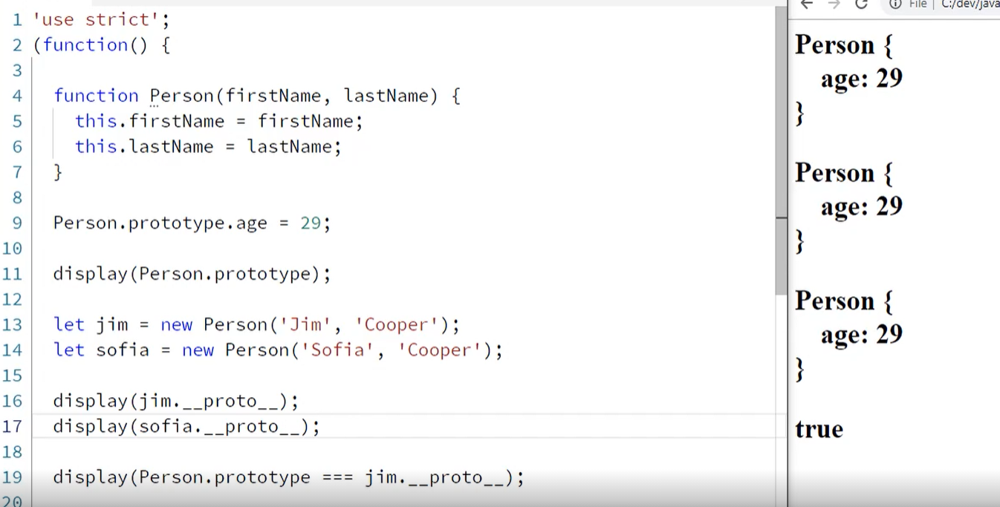 1 'use strict';
2 (function() {
3
4 function Person(firstName, lastName) {
5 this.firstName = firstName;
6 this.lastName = lastName;
7 }
8
9 Person.prototype.age = 29;
10
11 display(Person.prototype);
12
13 let jim = new Person('Jim', 'Cooper');
14 let sofia = new Person('Sofia', 'Cooper');
15
16 display(jim.__proto__);
17 display(sofia.__proto__);
18
19 display(Person.prototype === jim.__proto__);
20
File | C:/dev/java
Person {
age: 29
}
Person {
age: 29
}
Person {
age: 29
}
true